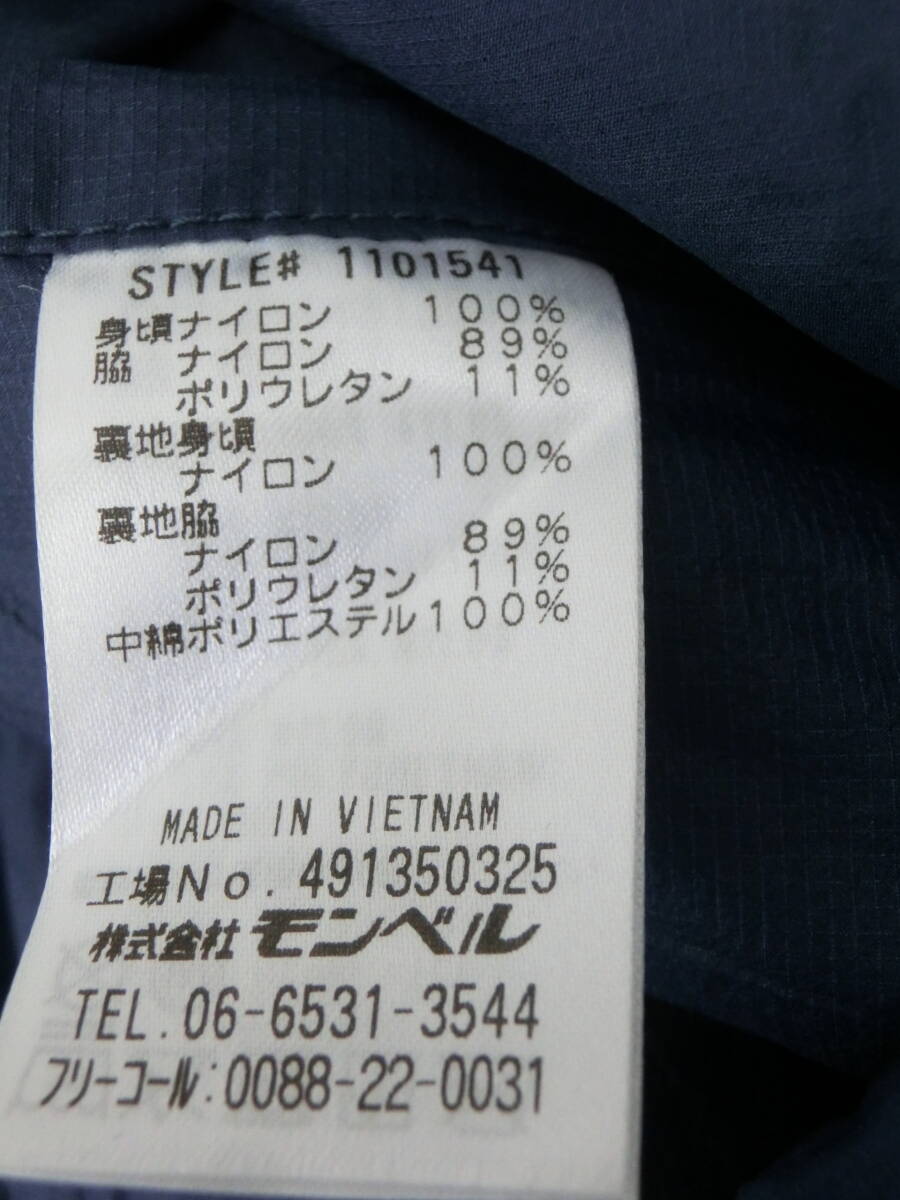 STYLE# 1101541
身頃ナイロン 100%
脇 ナイロン 89%
ポリウレタン 11%
裏地身頃
ナイロン 100%
裏地脇
ナイロン 89%
ポリウレタン 11%
中綿ポリエステル100%
MADE IN VIETNAM
工場No. 491350325
株式会社 モンベル
TEL. 06-6531-3544
フリーコール:0088-22-0031